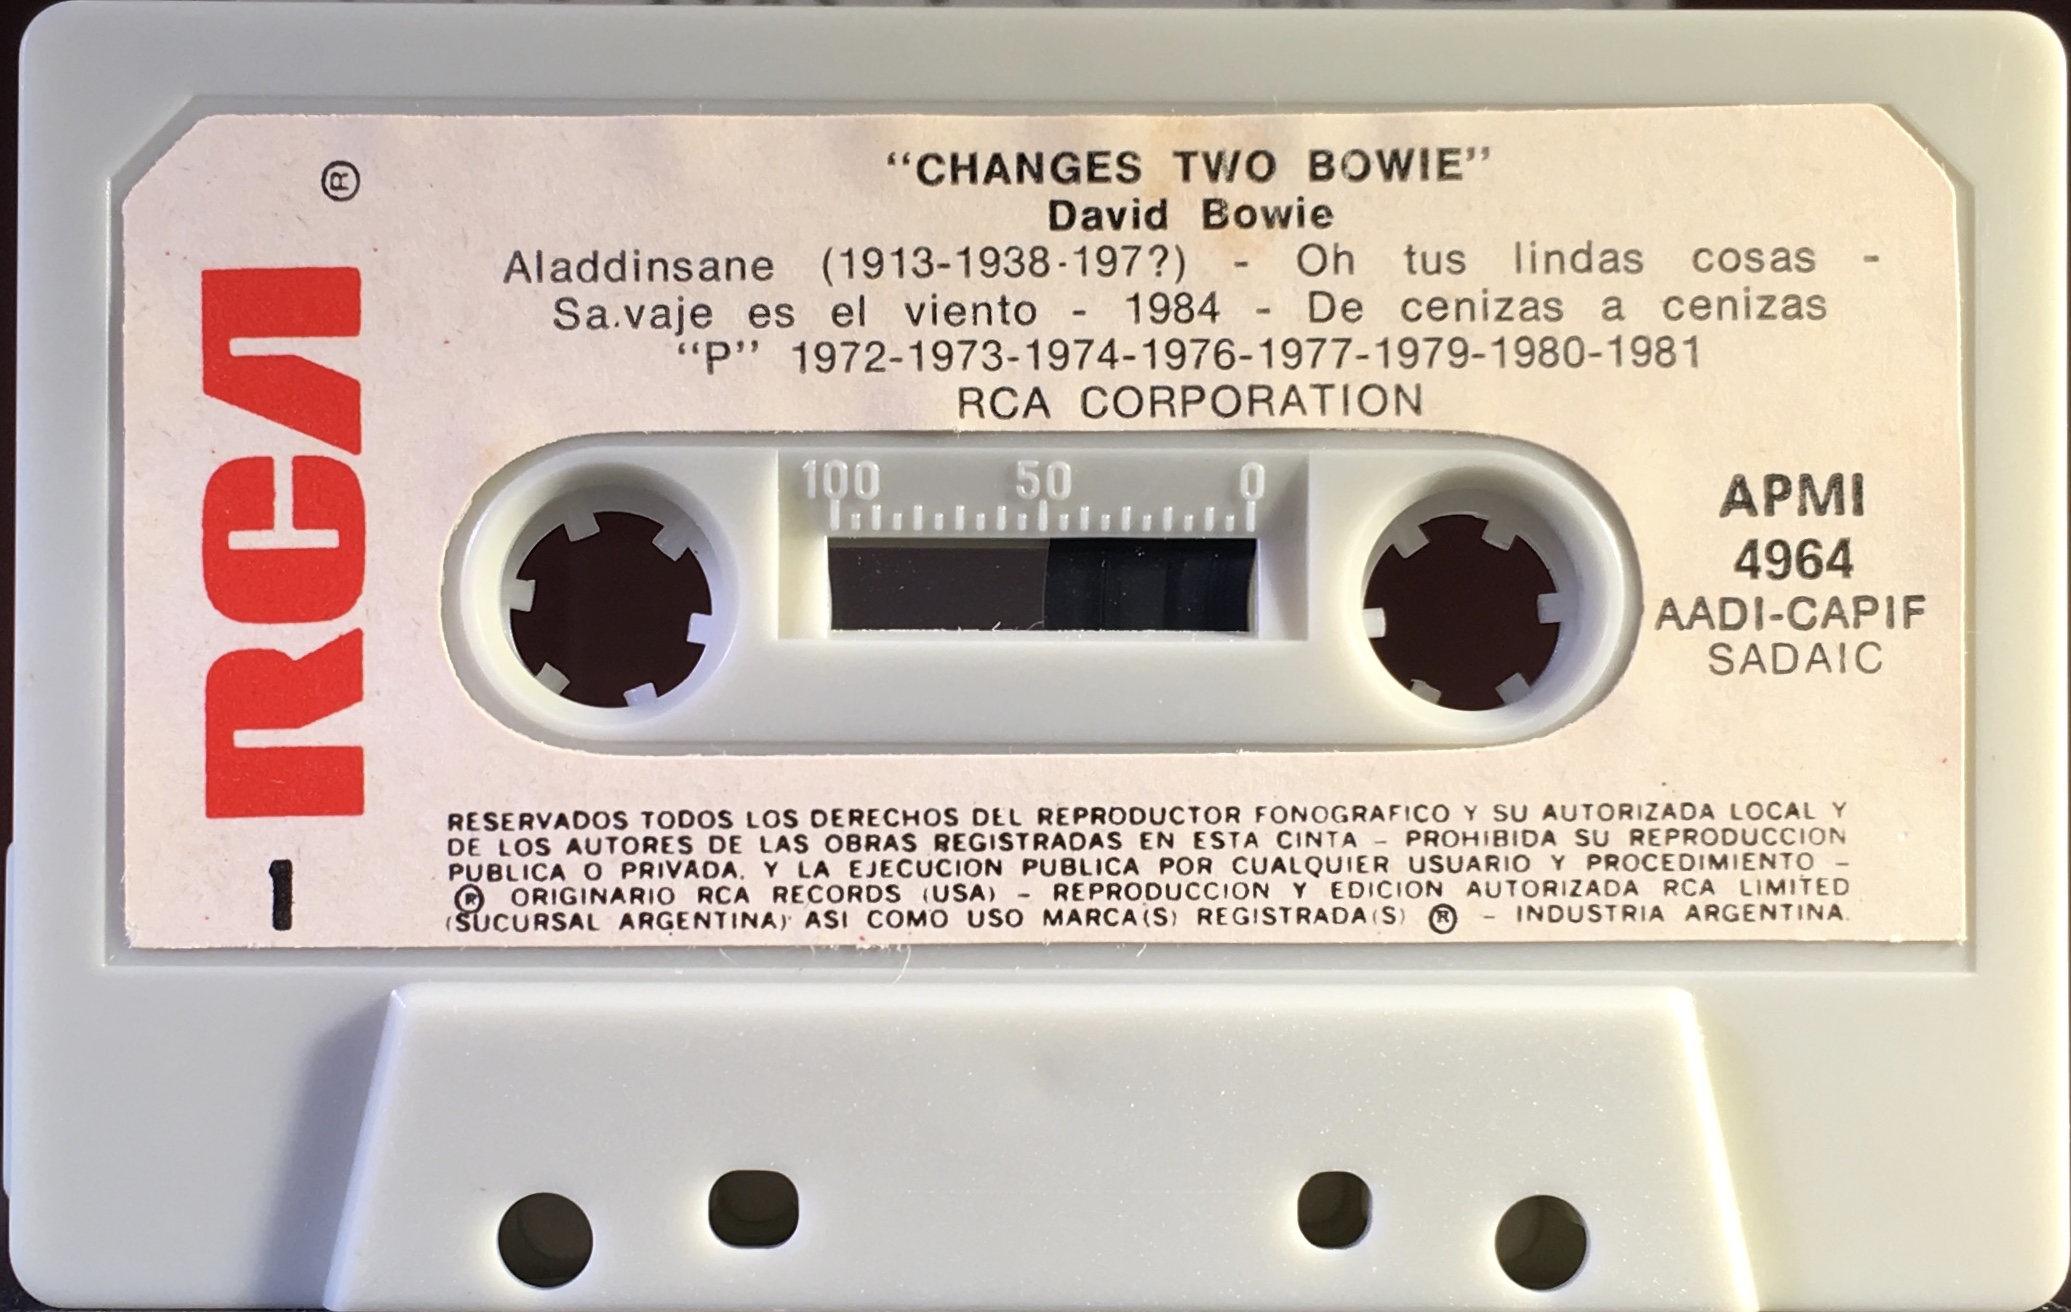 "CHANGES TWO BOWIE"
David Bowie
Aladdinsane (1913-1938-197?) - Oh tus lindas cosas -
Sa.vaje es el viento - 1984 - De cenizas a cenizas
"P" 1972-1973-1974-1976-1977-1979-1980-1981
RCA CORPORATION
RCA ®
100 50 0
APMI
4964
AADI-CAPIF
SADAIC
1
RESERVADOS TODOS LOS DERECHOS DEL REPRODUCTOR FONOGRAFICO Y SU AUTORIZADA LOCAL Y
DE LOS AUTORES DE LAS OBRAS REGISTRADAS EN ESTA CINTA – PROHIBIDA SU REPRODUCCION
PUBLICA O PRIVADA, Y LA EJECUCION PUBLICA POR CUALQUIER USUARIO Y PROCEDIMIENTO –
® ORIGINARIO RCA RECORDS (USA) – REPRODUCCION Y EDICION AUTORIZADA RCA LIMITED
(SUCURSAL ARGENTINA) ASI COMO USO MARCA(S) REGISTRADA(S) ® – INDUSTRIA ARGENTINA.